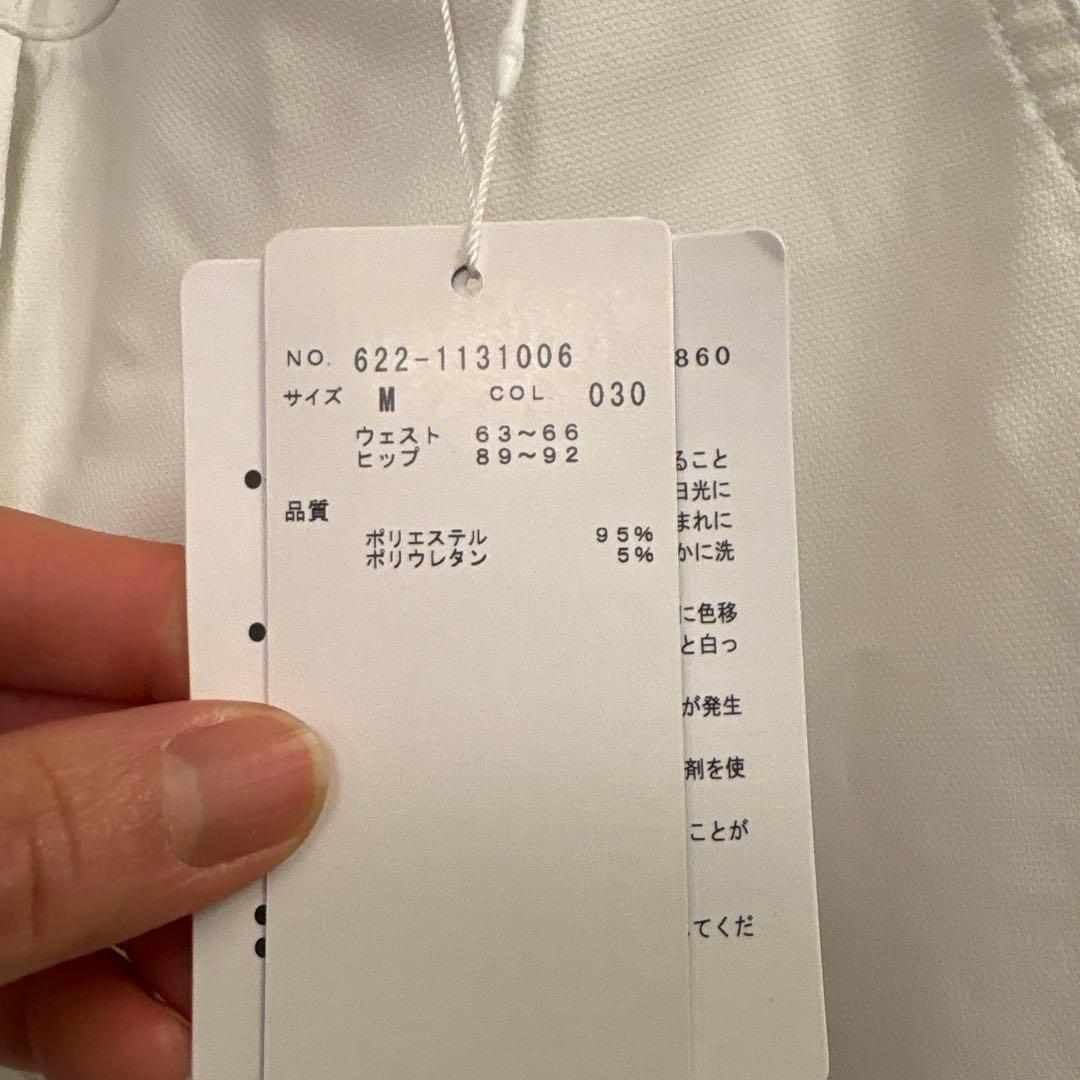 NO. 622-1131006
サイズ M COL. 030
ウェスト 63〜66
ヒップ 89〜92
品質
ポリエステル 95%
ポリウレタン 5%
860
ること
日光に
まれに
かに洗
に色移
と白っ
が発生
剤を使
ことが
てくだ